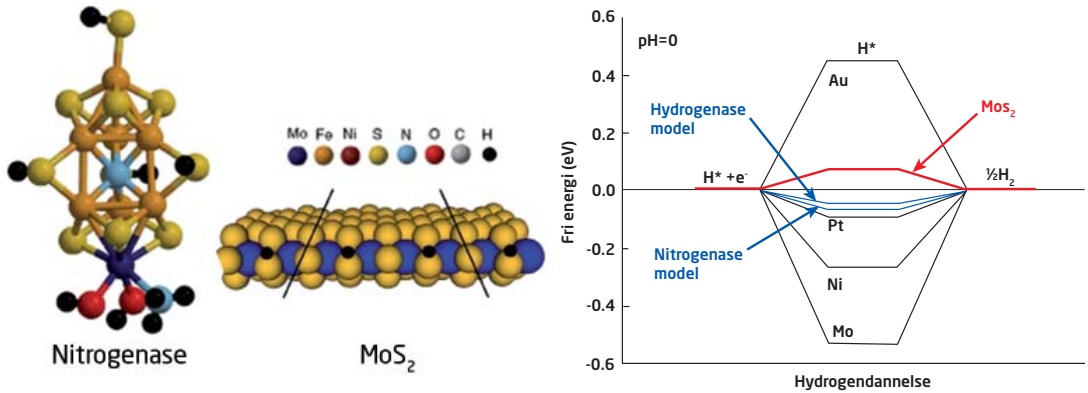 Mo Fe Ni S N O C H
Nitrogenase
MoS₂
0.6
0.4
0.2
0.0
-0.2
-0.4
-0.6
Fri energi (eV)
pH=0
H*
Au
Hydrogenase
model
Mos₂
H* +e⁻
½H₂
Pt
Nitrogenase
model
Ni
Mo
Hydrogendannelse